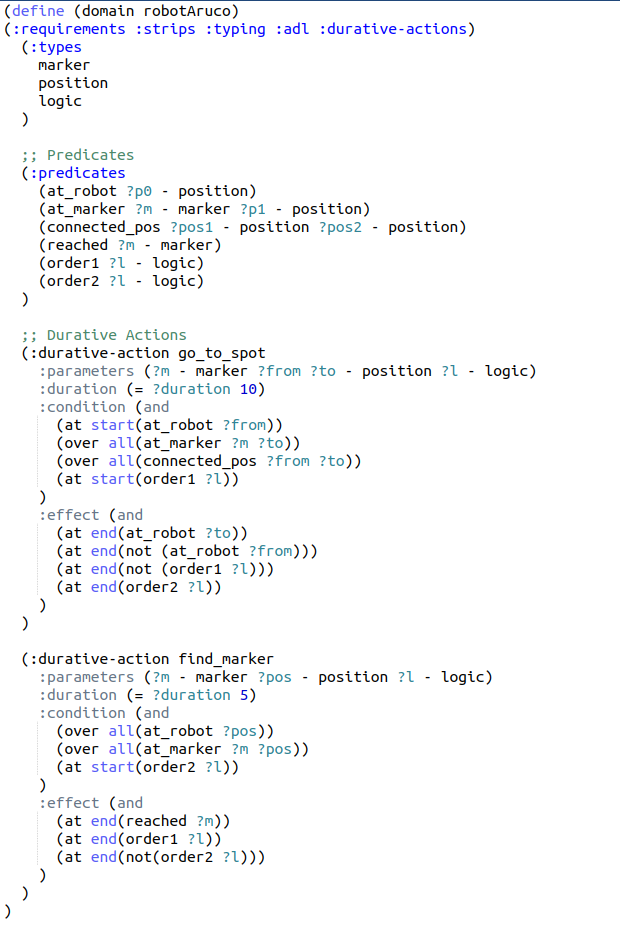 (define (domain robotAruco)
(:requirements :strips :typing :adl :durative-actions)
  (:types
    marker
    position
    logic
  )

  ;; Predicates
  (:predicates
    (at_robot ?p0 - position)
    (at_marker ?m - marker ?p1 - position)
    (connected_pos ?pos1 - position ?pos2 - position)
    (reached ?m - marker)
    (order1 ?l - logic)
    (order2 ?l - logic)
  )

  ;; Durative Actions
  (:durative-action go_to_spot
    :parameters (?m - marker ?from ?to - position ?l - logic)
    :duration (= ?duration 10)
    :condition (and
      (at start(at_robot ?from))
      (over all(at_marker ?m ?to))
      (over all(connected_pos ?from ?to))
      (at start(order1 ?l))
    )
    :effect (and
      (at end(at_robot ?to))
      (at end(not (at_robot ?from)))
      (at end(not (order1 ?l)))
      (at end(order2 ?l))
    )
  )

  (:durative-action find_marker
    :parameters (?m - marker ?pos - position ?l - logic)
    :duration (= ?duration 5)
    :condition (and
      (over all(at_robot ?pos))
      (over all(at_marker ?m ?pos))
      (at start(order2 ?l))
    )
    :effect (and
      (at end(reached ?m))
      (at end(order1 ?l))
      (at end(not(order2 ?l)))
    )
  )
)